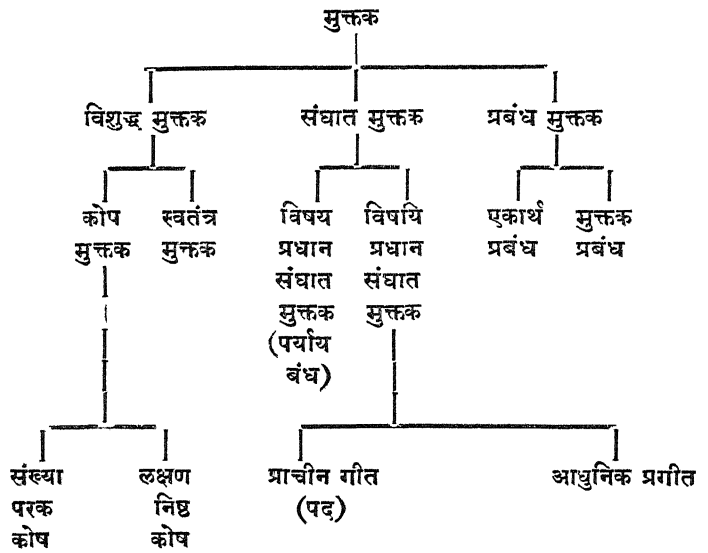 मुक्तक
विशुद्ध मुक्तक संघात मुक्तक प्रबंध मुक्तक
कोप स्वतंत्र विषय विषयि एकार्थ मुक्तक
मुक्तक मुक्तक प्रधान प्रधान प्रबंध प्रबंध
संघात संघात
मुक्तक मुक्तक
(पर्याय
बंध)
संख्या लक्षण प्राचीन गीत आधुनिक प्रगीत
परक निष्ठ (पद)
कोष कोष